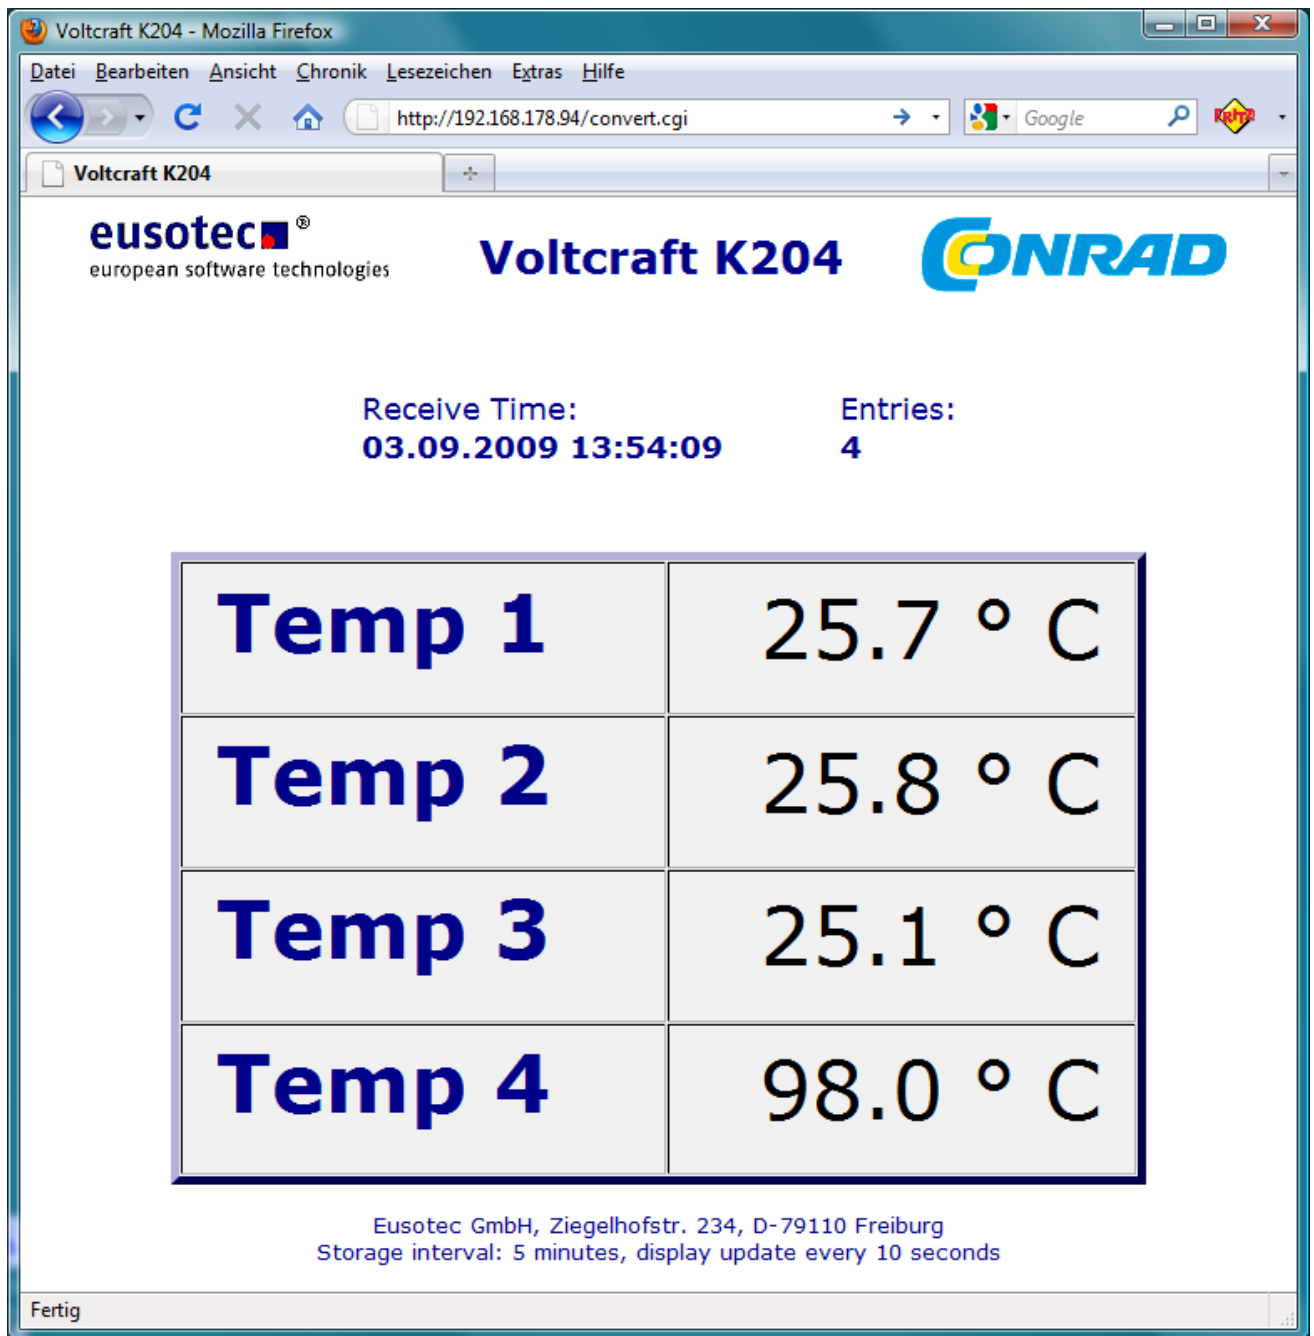 Voltcraft K204 - Mozilla Firefox
Datei Bearbeiten Ansicht Chronik Lesezeichen Extras Hilfe
http://192.168.178.94/convert.cgi Google FRITZ
Voltcraft K204
eusotec ®
european software technologies
Voltcraft K204
CONRAD
Receive Time: Entries:
03.09.2009 13:54:09 4
Temp 1 25.7 ° C
Temp 2 25.8 ° C
Temp 3 25.1 ° C
Temp 4 98.0 ° C
Eusotec GmbH, Ziegelhofstr. 234, D-79110 Freiburg
Storage interval: 5 minutes, display update every 10 seconds
Fertig